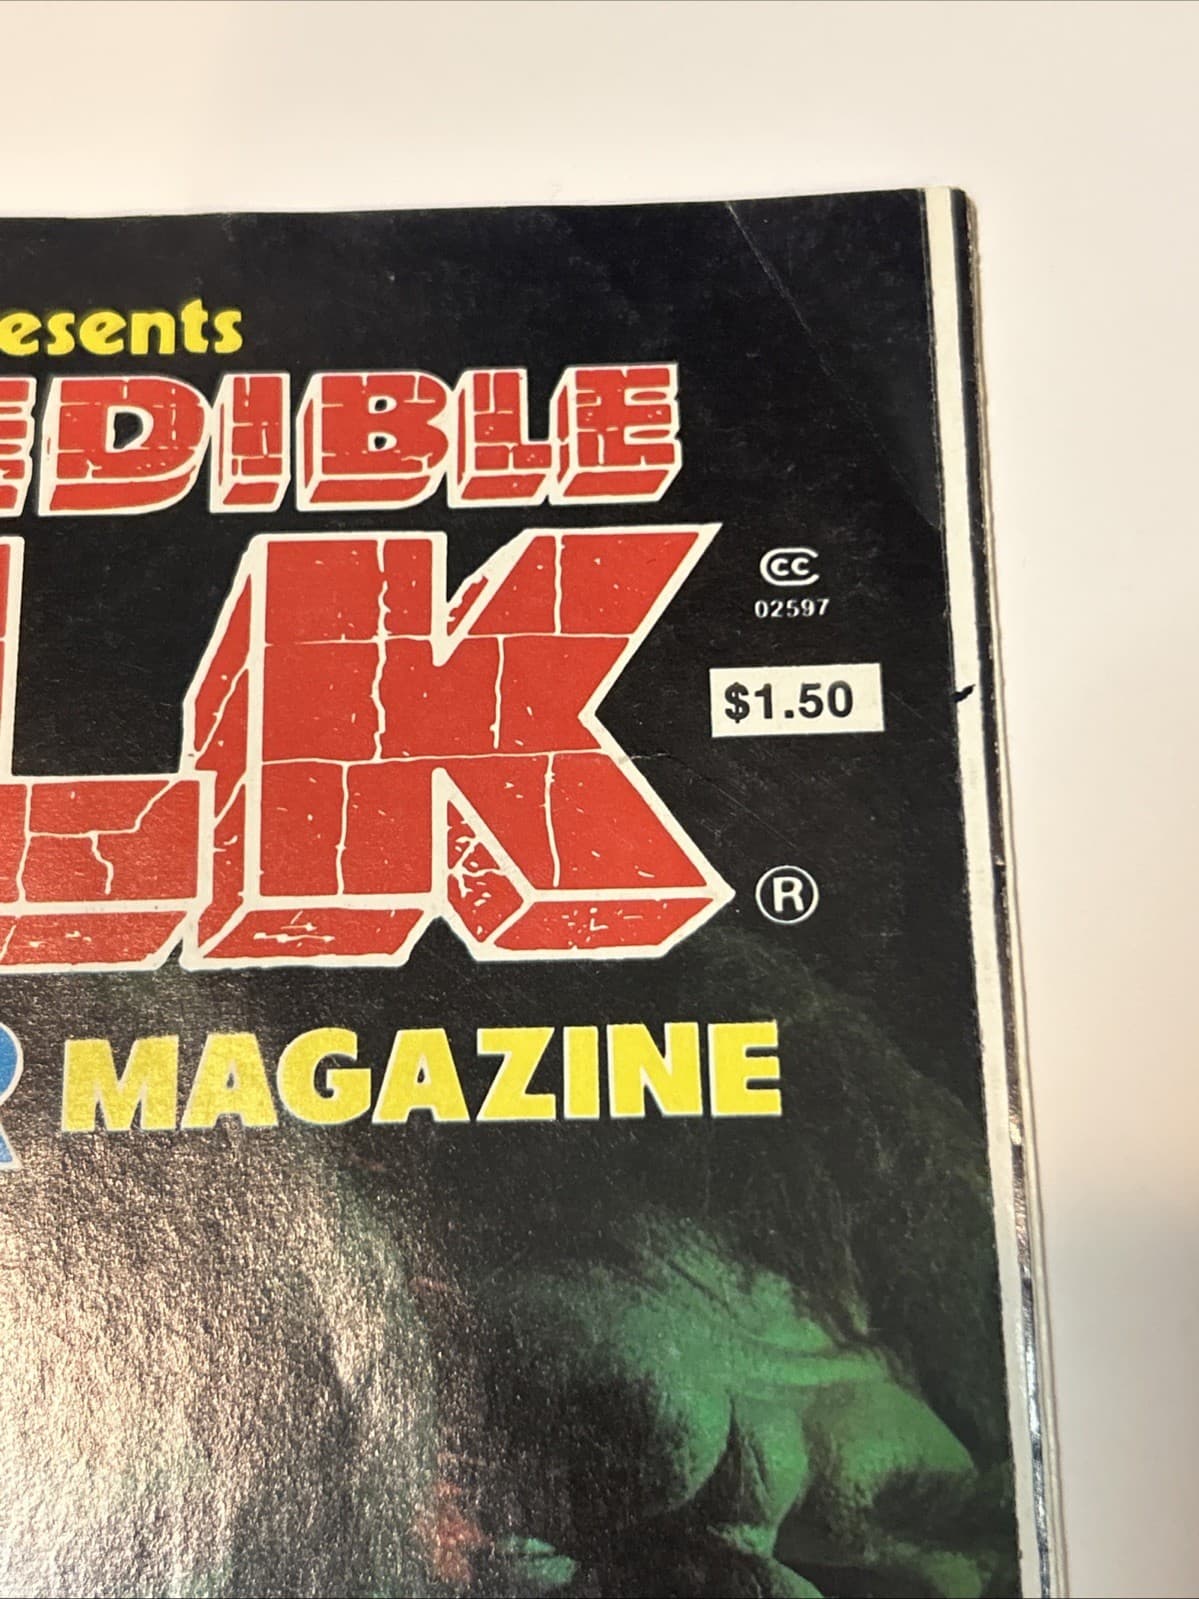 esents
EDIBLE
LK
CC
02597
$1.50
®
R MAGAZINE